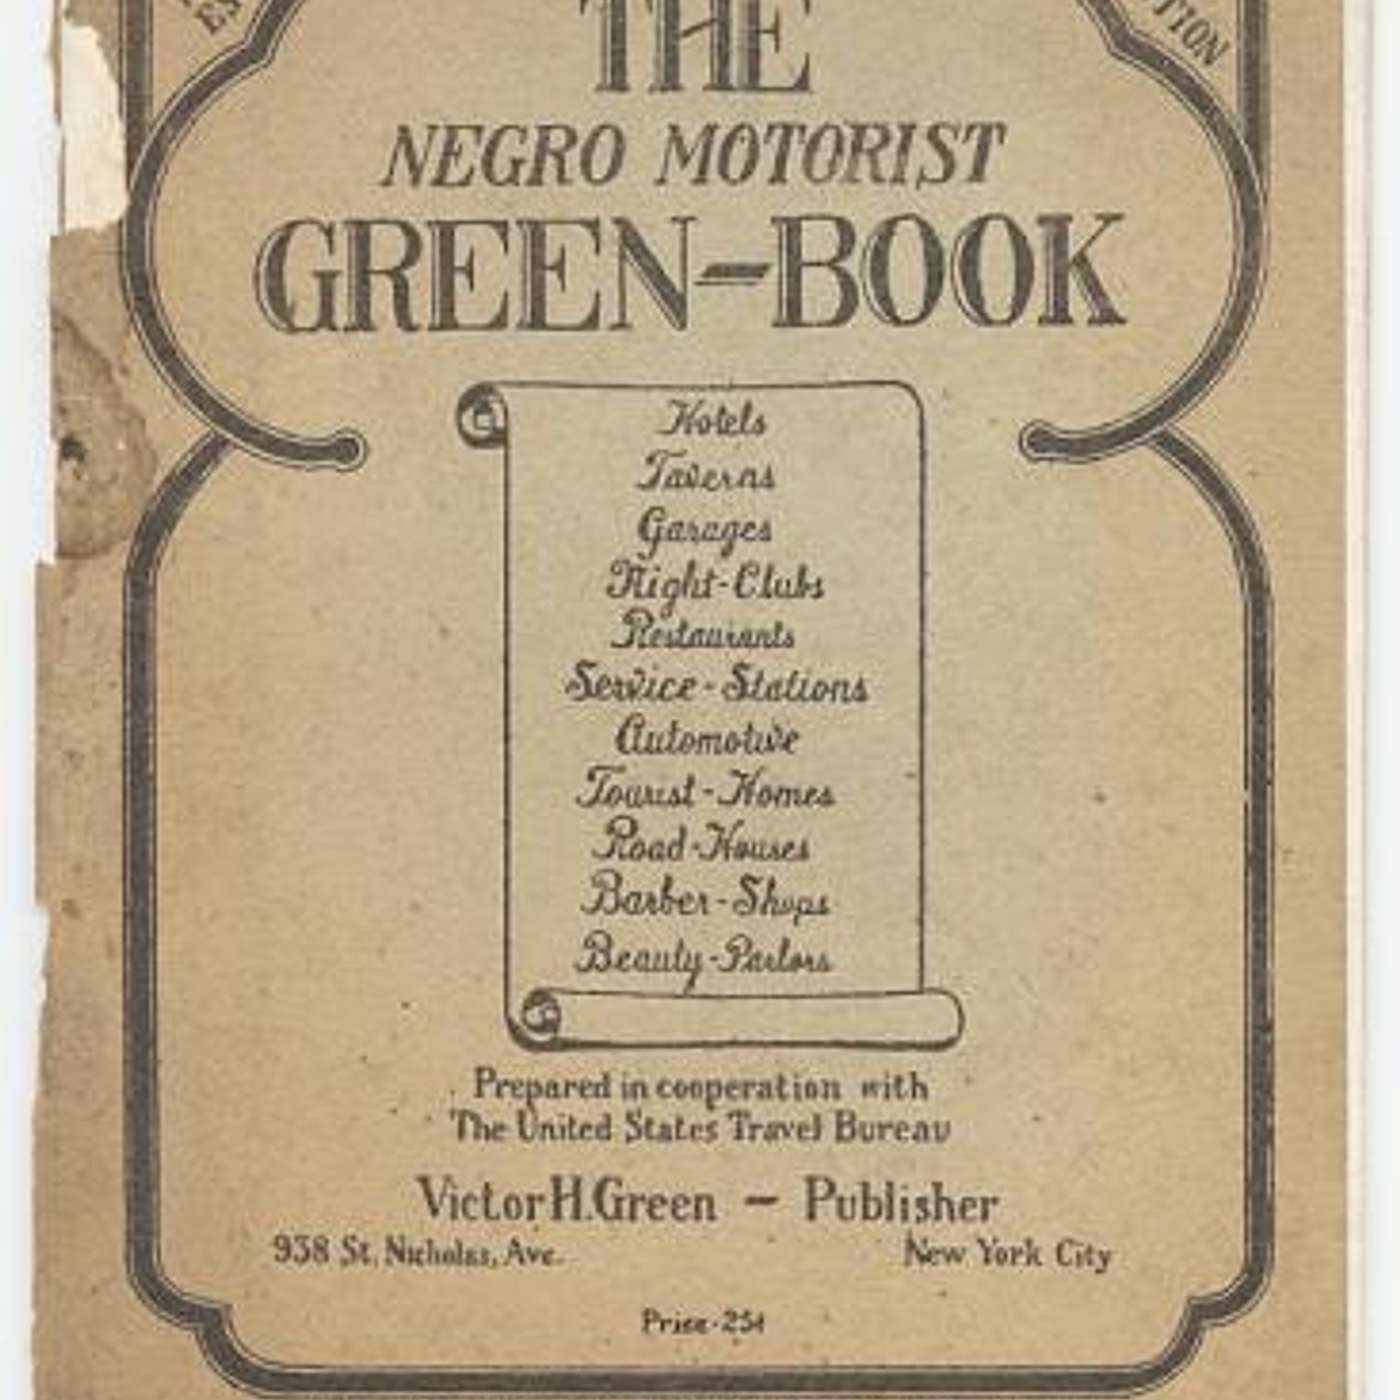 THE
NEGRO MOTORIST
GREEN-BOOK
Hotels
Taverns
Garages
Night-Clubs
Restaurants
Service-Stations
Automotive
Tourist-Homes
Road-Houses
Barber-Shops
Beauty-Parlors
Prepared in cooperation with
The United States Travel Bureau
Victor H. Green — Publisher
938 St. Nicholas, Ave. New York City
Price-25¢